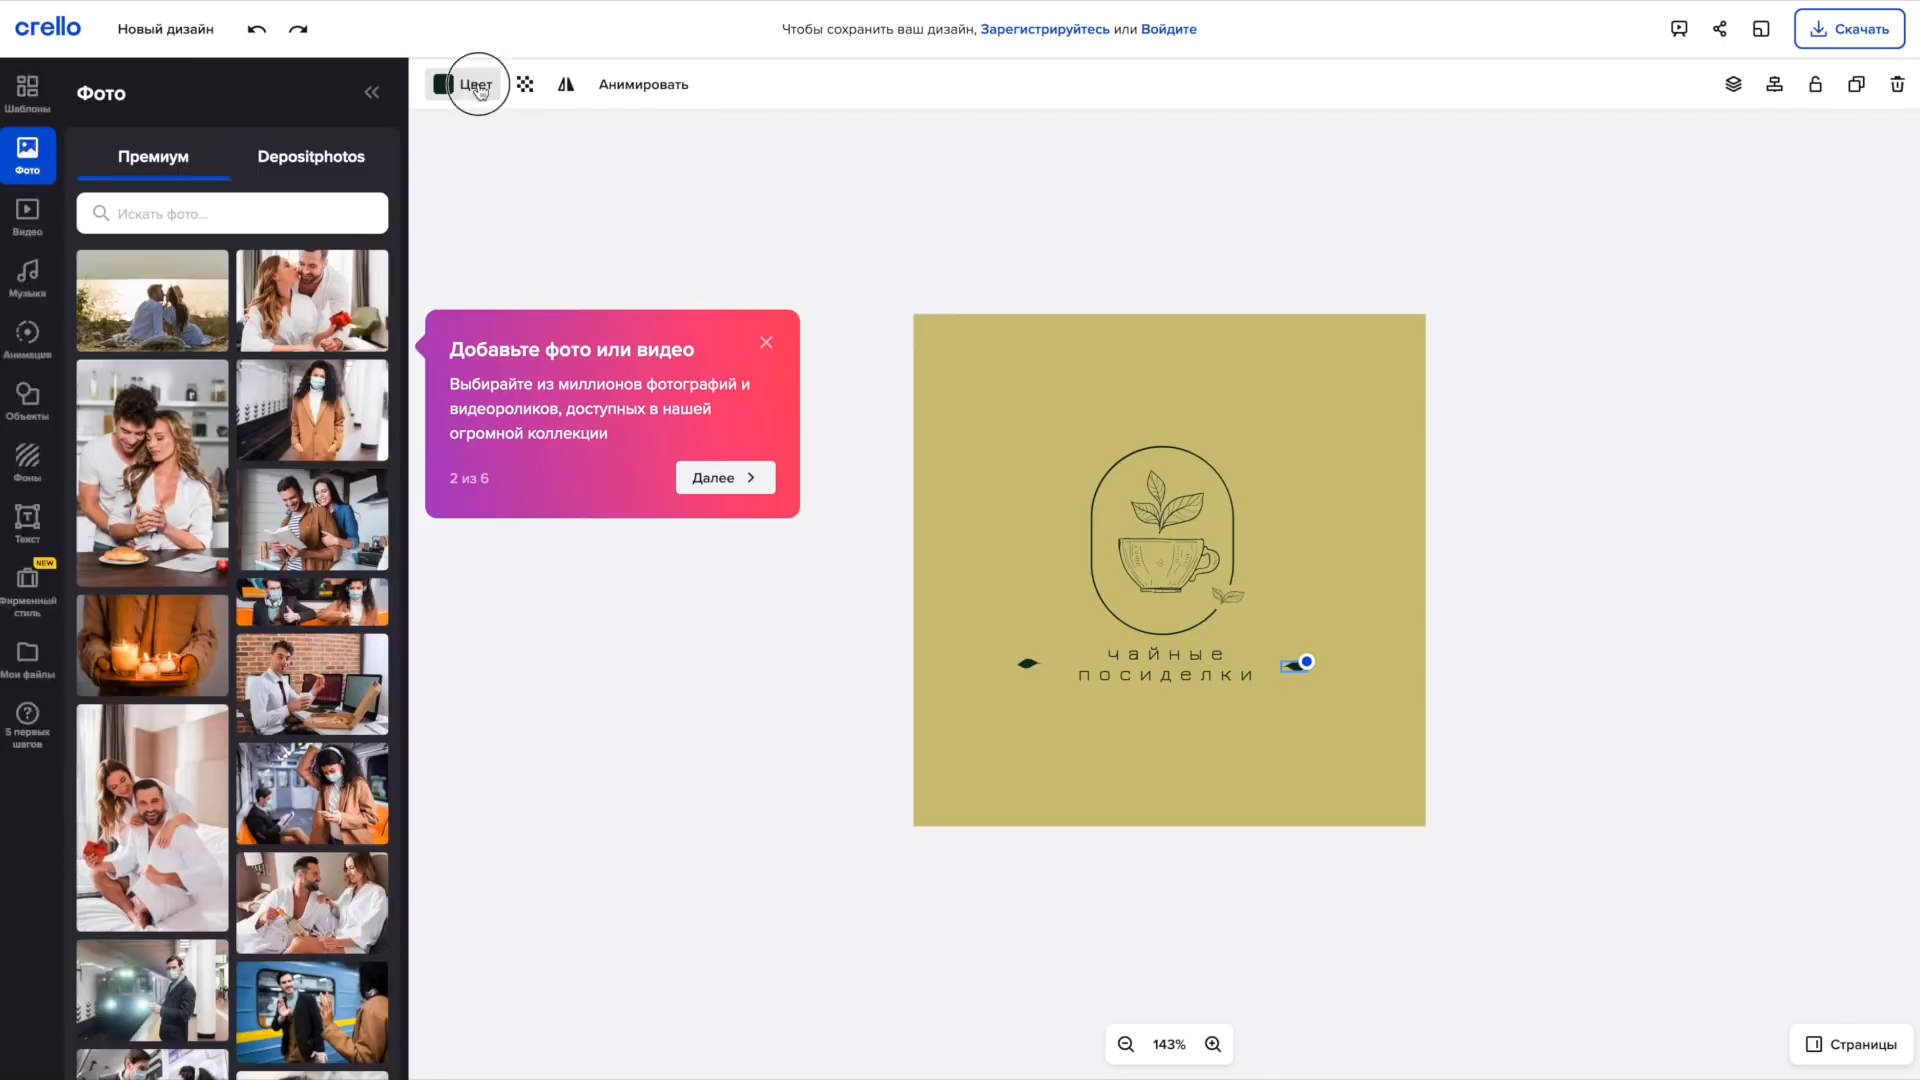 crello
Новый дизайн
Чтобы сохранить ваш дизайн, Зарегистрируйтесь или Войдите
Скачать
Цвет
Анимировать
Шаблоны
Фото
Видео
Музыка
Анимация
Объекты
Фоны
Текст
NEW
Фирменный
стиль
Мои файлы
5 первых
шагов
Фото
Премиум
Depositphotos
Искать фото...
Добавьте фото или видео
Выбирайте из миллионов фотографий и
видеороликов, доступных в нашей
огромной коллекции
2 из 6
Далее
чайные
посиделки
143%
Страницы